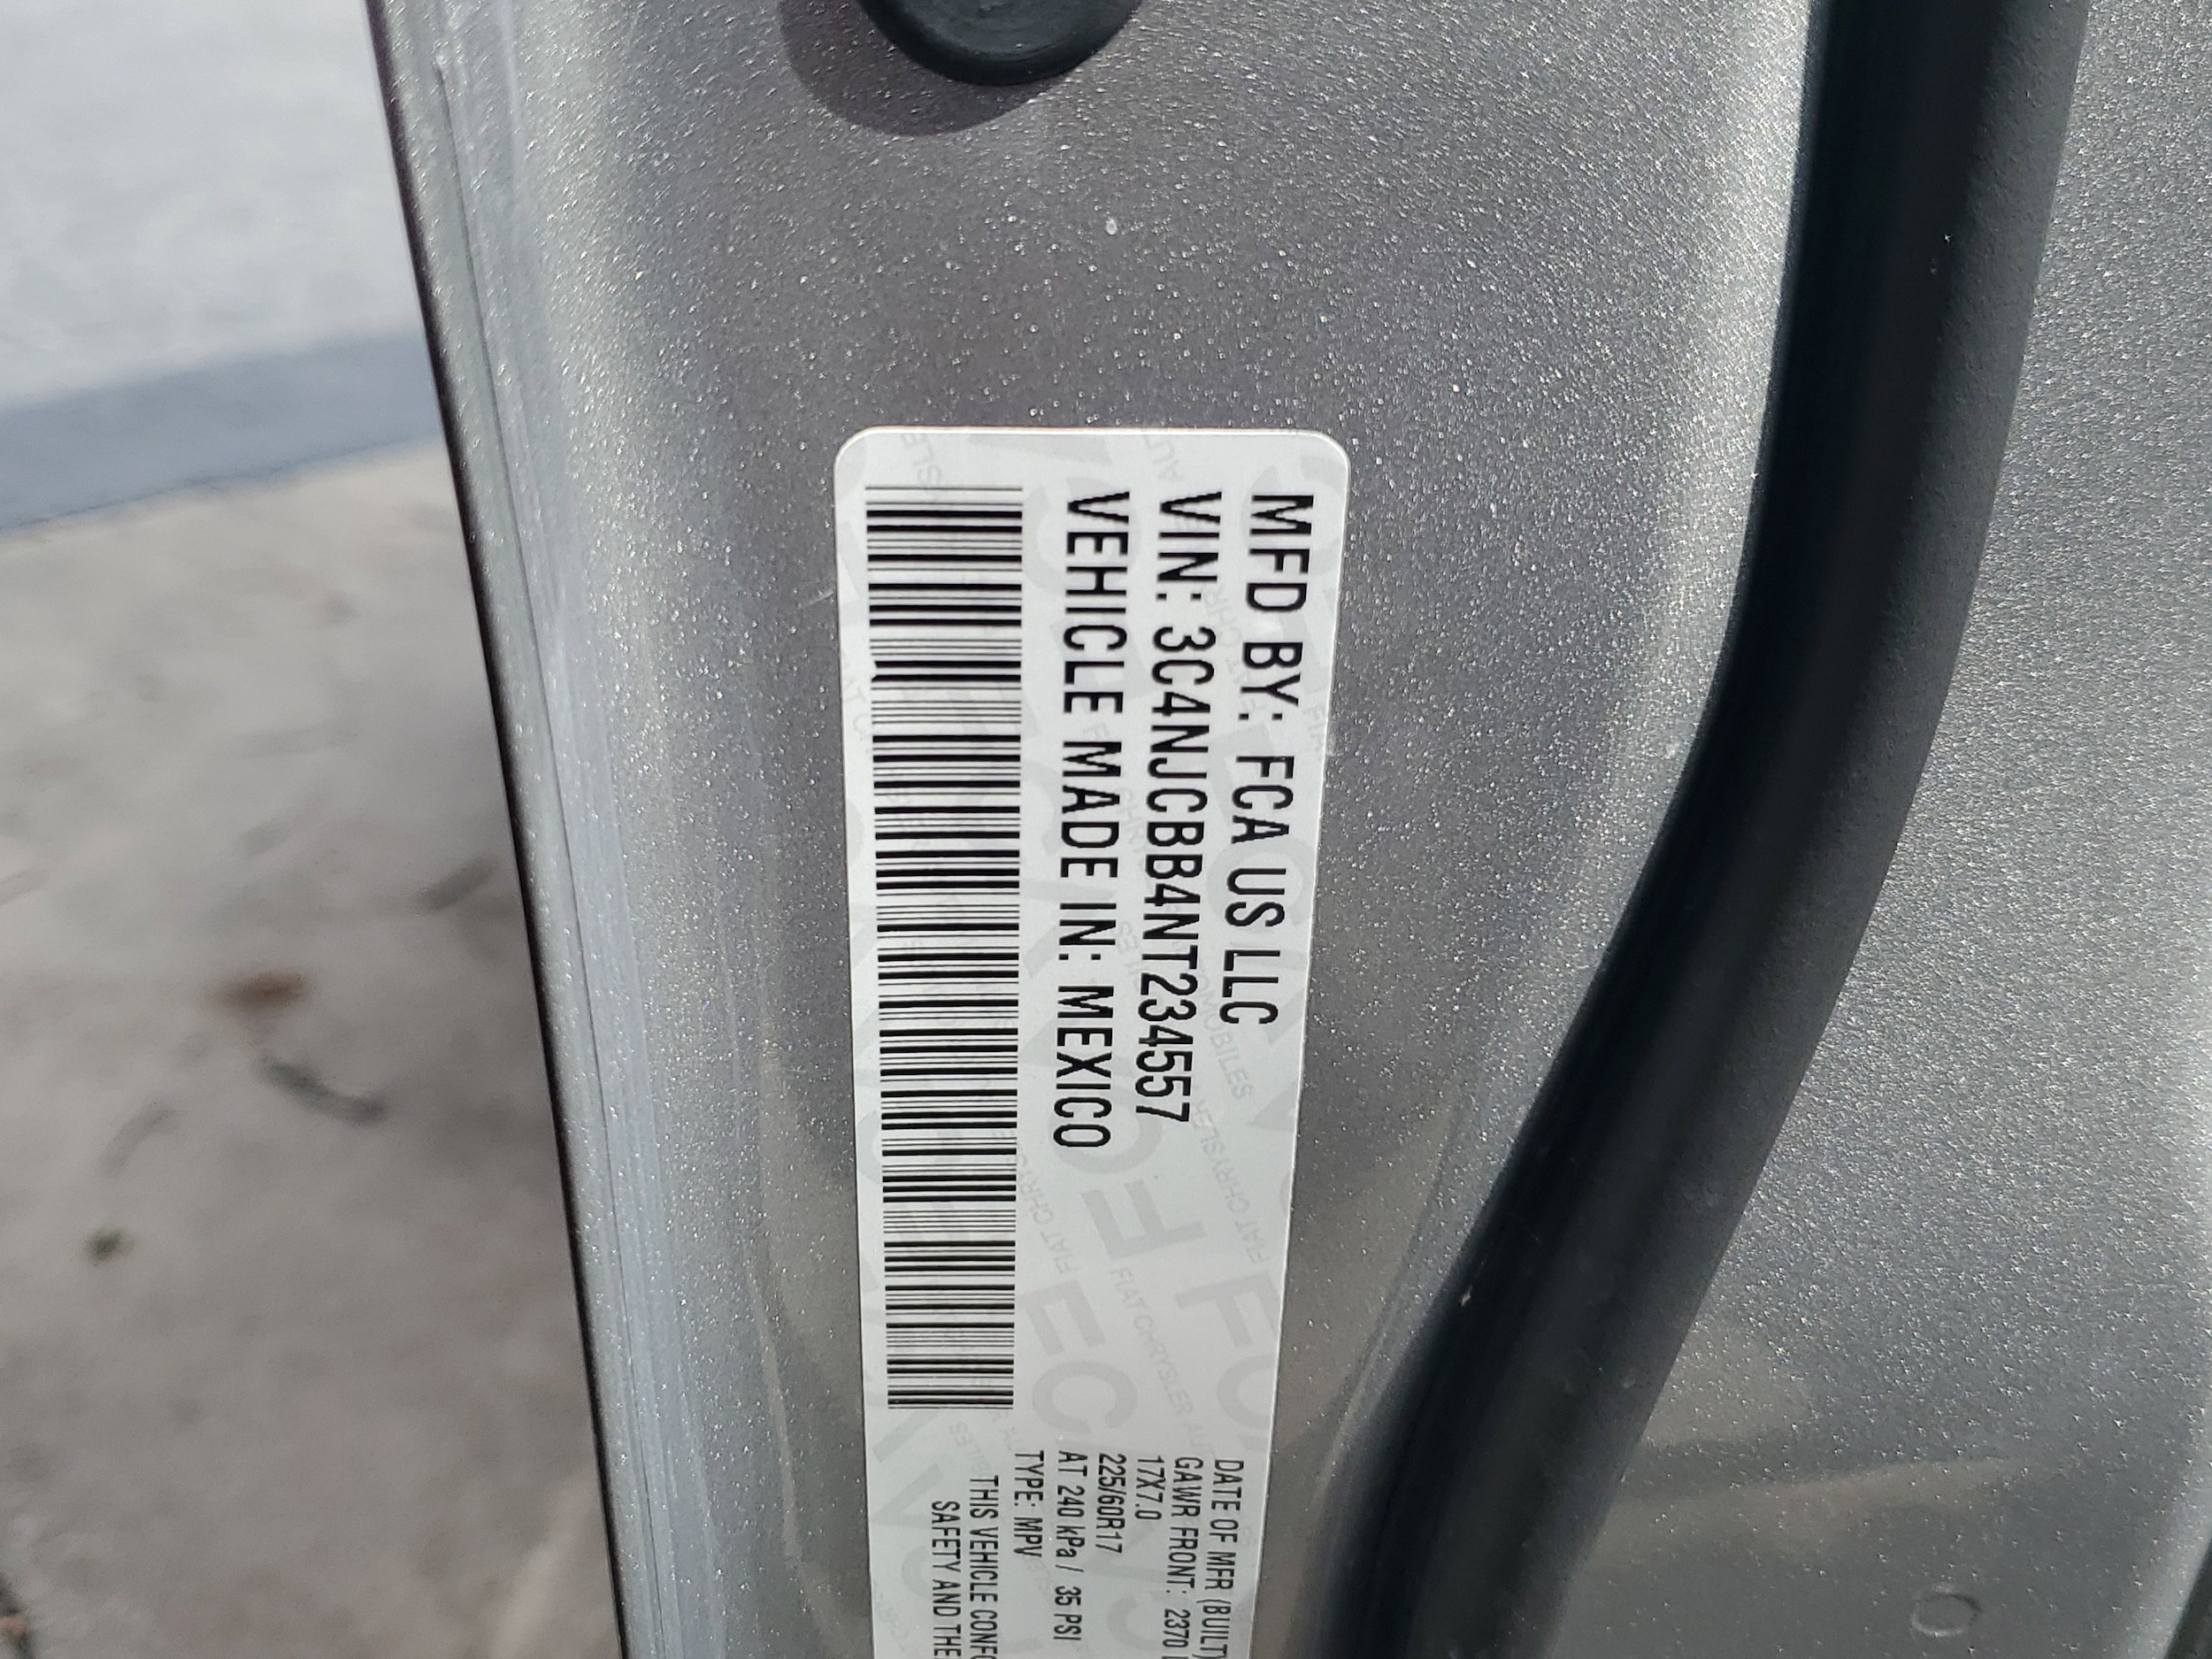 MFD BY: FCA US LLC
VIN: 3C4NJCBB4NT234557
VEHICLE MADE IN: MEXICO
DATE OF MFR (BUILT)
GAWR FRONT: 2370
17X7.0
225/60R17
AT 240 kPa / 35 PSI
TYPE: MPV
THIS VEHICLE
SAFETY AND